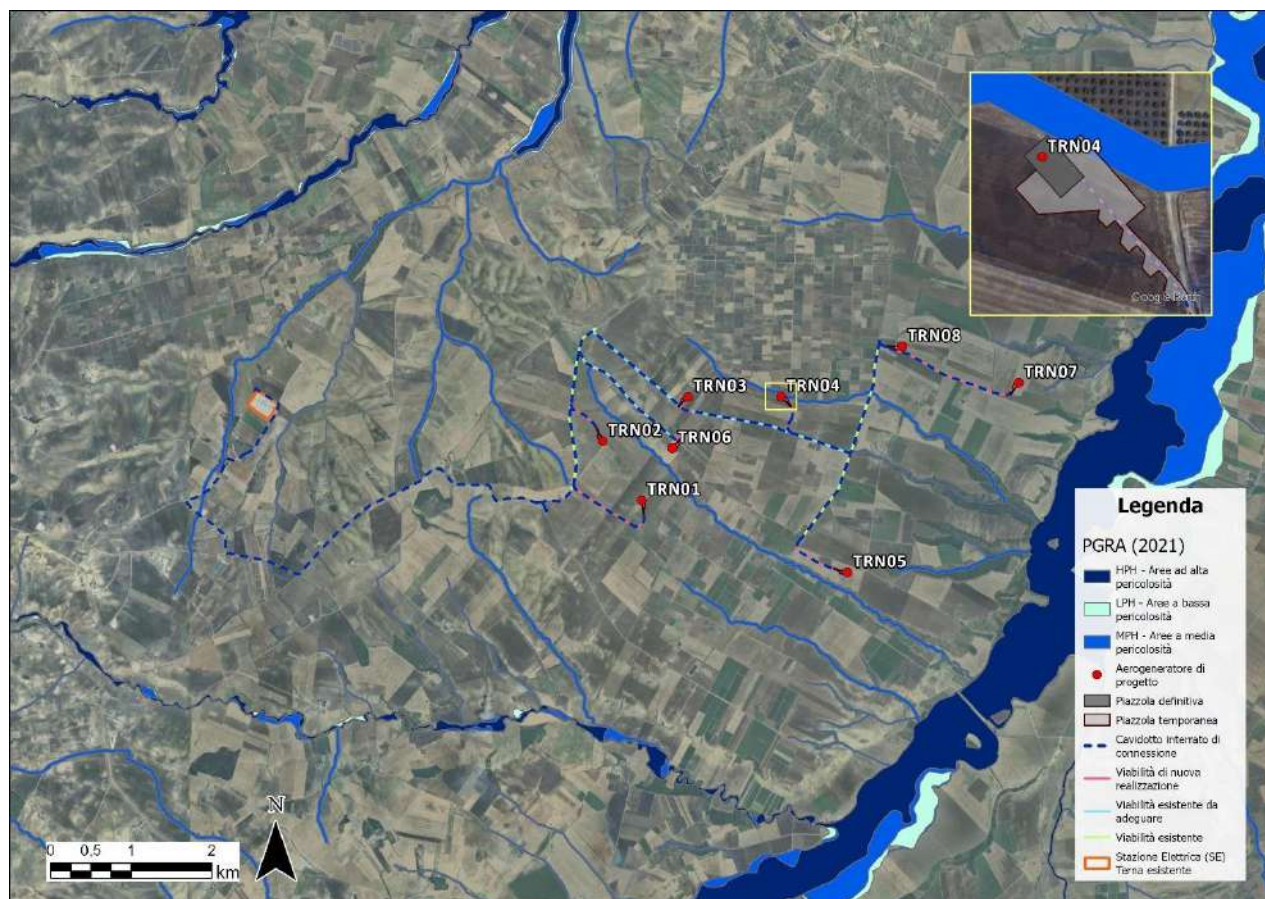 TRN04
Google Earth
TRN08
TRN07
TRN03
TRN04
TRN02
TRN06
TRN01
TRN05
Legenda
PGRA (2021)
HPH - Aree ad alta
pericolosità
LPH - Aree a bassa
pericolosità
MPH - Aree a media
pericolosità
Aerogeneratore di
progetto
Piazzola definitiva
Piazzola temporanea
Cavidotto interrato di
connessione
Viabilità di nuova
realizzazione
Viabilità esistente da
adeguare
Viabilità esistente
Stazione Elettrica (SE)
Terna esistente
N
0 0,5 1 2
km